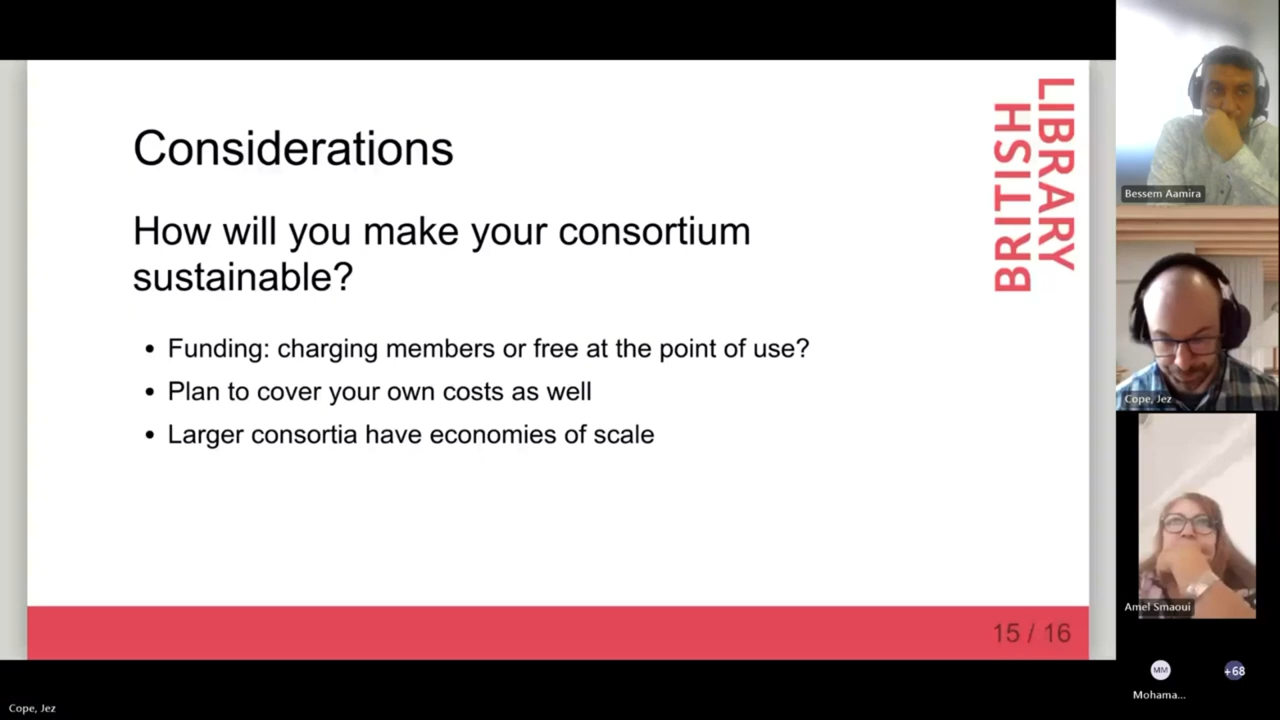 Considerations
How will you make your consortium
sustainable?
• Funding: charging members or free at the point of use?
• Plan to cover your own costs as well
• Larger consortia have economies of scale
15 / 16
BRITISH
LIBRARY
Bessem Aamira
Cope, Jez
Amel Smaoui
MM
+68
Mohama...
Cope, Jez